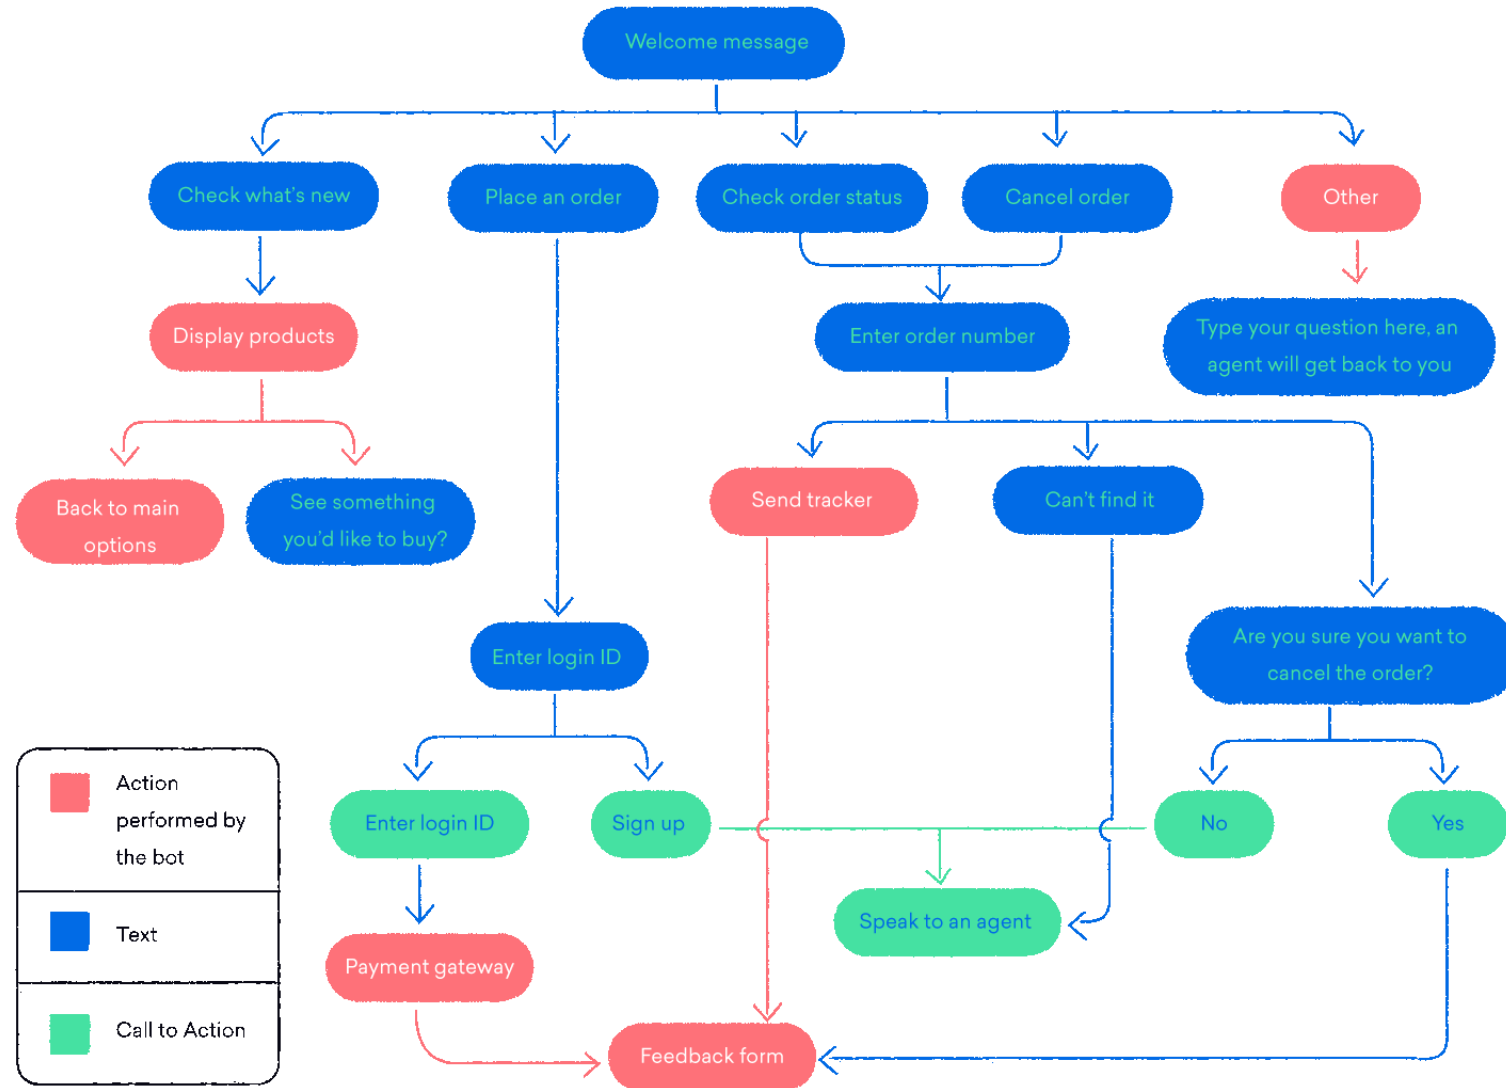 Welcome message
Check what's new
Place an order
Check order status
Cancel order
Other
Display products
Enter order number
Type your question here, an
agent will get back to you
Back to main
options
See something
you'd like to buy?
Send tracker
Can't find it
Enter login ID
Are you sure you want to
cancel the order?
Enter login ID
Sign up
No
Yes
Speak to an agent
Payment gateway
Feedback form
Action
performed by
the bot
Text
Call to Action